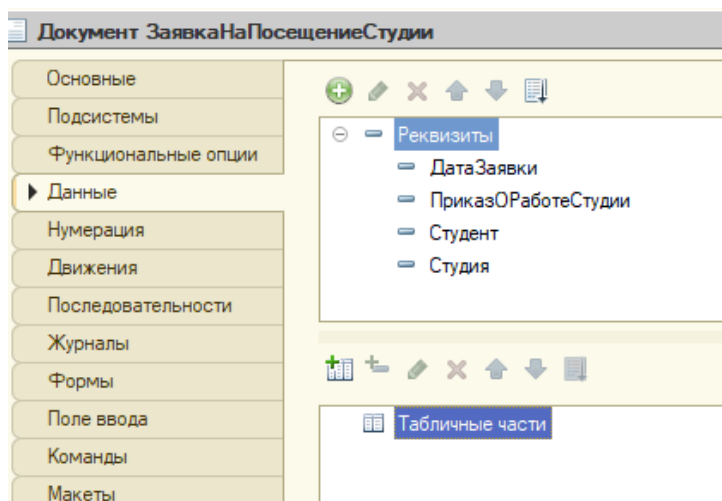 Документ ЗаявкаНаПосещениеСтудии
Основные
Подсистемы
Функциональные опции
Данные
Нумерация
Движения
Последовательности
Журналы
Формы
Поле ввода
Команды
Макеты
Реквизиты
ДатаЗаявки
ПриказОРаботеСтудии
Студент
Студия
Табличные части